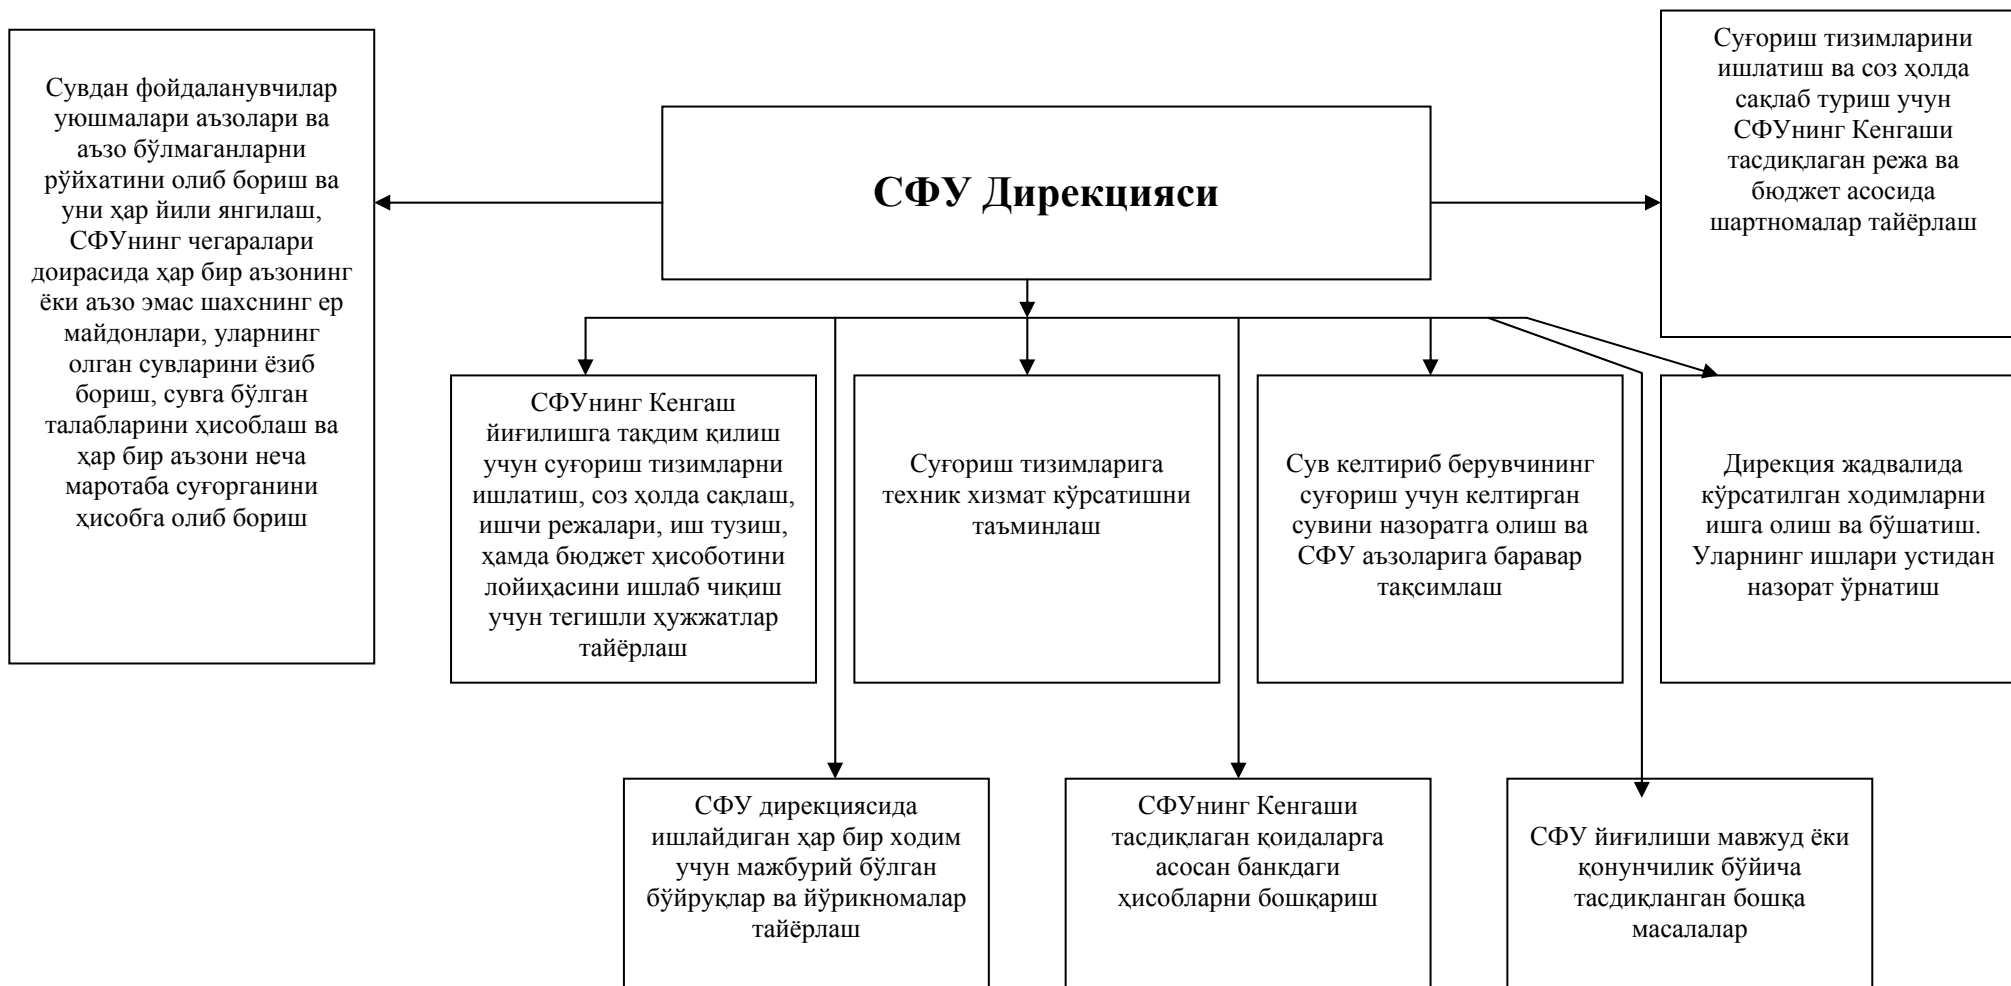 Сувдан фойдаланувчилар
уюшмалари аъзолари ва
аъзо бўлмаганларни
рўйхатини олиб бориш ва
уни ҳар йили янгилаш,
СФУнинг чегаралари
доирасида ҳар бир аъзонинг
ёки аъзо эмас шахснинг ер
майдонлари, уларнинг
олган сувларини ёзиб
бориш, сувга бўлган
талабларини ҳисоблаш ва
ҳар бир аъзони неча
маротаба суғорганини
ҳисобга олиб бориш
СФУ Дирекцияси
Суғориш тизимларини
ишлатиш ва соз ҳолда
сақлаб туриш учун
СФУнинг Кенгаши
тасдиқлаган режа ва
бюджет асосида
шартномалар тайёрлаш
СФУнинг Кенгаш
йиғилишга тақдим қилиш
учун суғориш тизимларни
ишлатиш, соз ҳолда сақлаш,
ишчи режалари, иш тузиш,
ҳамда бюджет ҳисоботини
лойиҳасини ишлаб чиқиш
учун тегишли ҳужжатлар
тайёрлаш
Суғориш тизимларига
техник хизмат кўрсатишни
таъминлаш
Сув келтириб берувчининг
суғориш учун келтирган
сувини назоратга олиш ва
СФУ аъзоларига баравар
тақсимлаш
Дирекция жадвалида
кўрсатилган ходимларни
ишга олиш ва бўшатиш.
Уларнинг ишлари устидан
назорат ўрнатиш
СФУ дирекциясида
ишлайдиган ҳар бир ходим
учун мажбурий бўлган
бўйруқлар ва йўрикномалар
тайёрлаш
СФУнинг Кенгаши
тасдиқлаган қоидаларга
асосан банкдаги
ҳисобларни бошқариш
СФУ йиғилиши мавжуд ёки
қонунчилик бўйича
тасдиқланган бошқа
масалалар